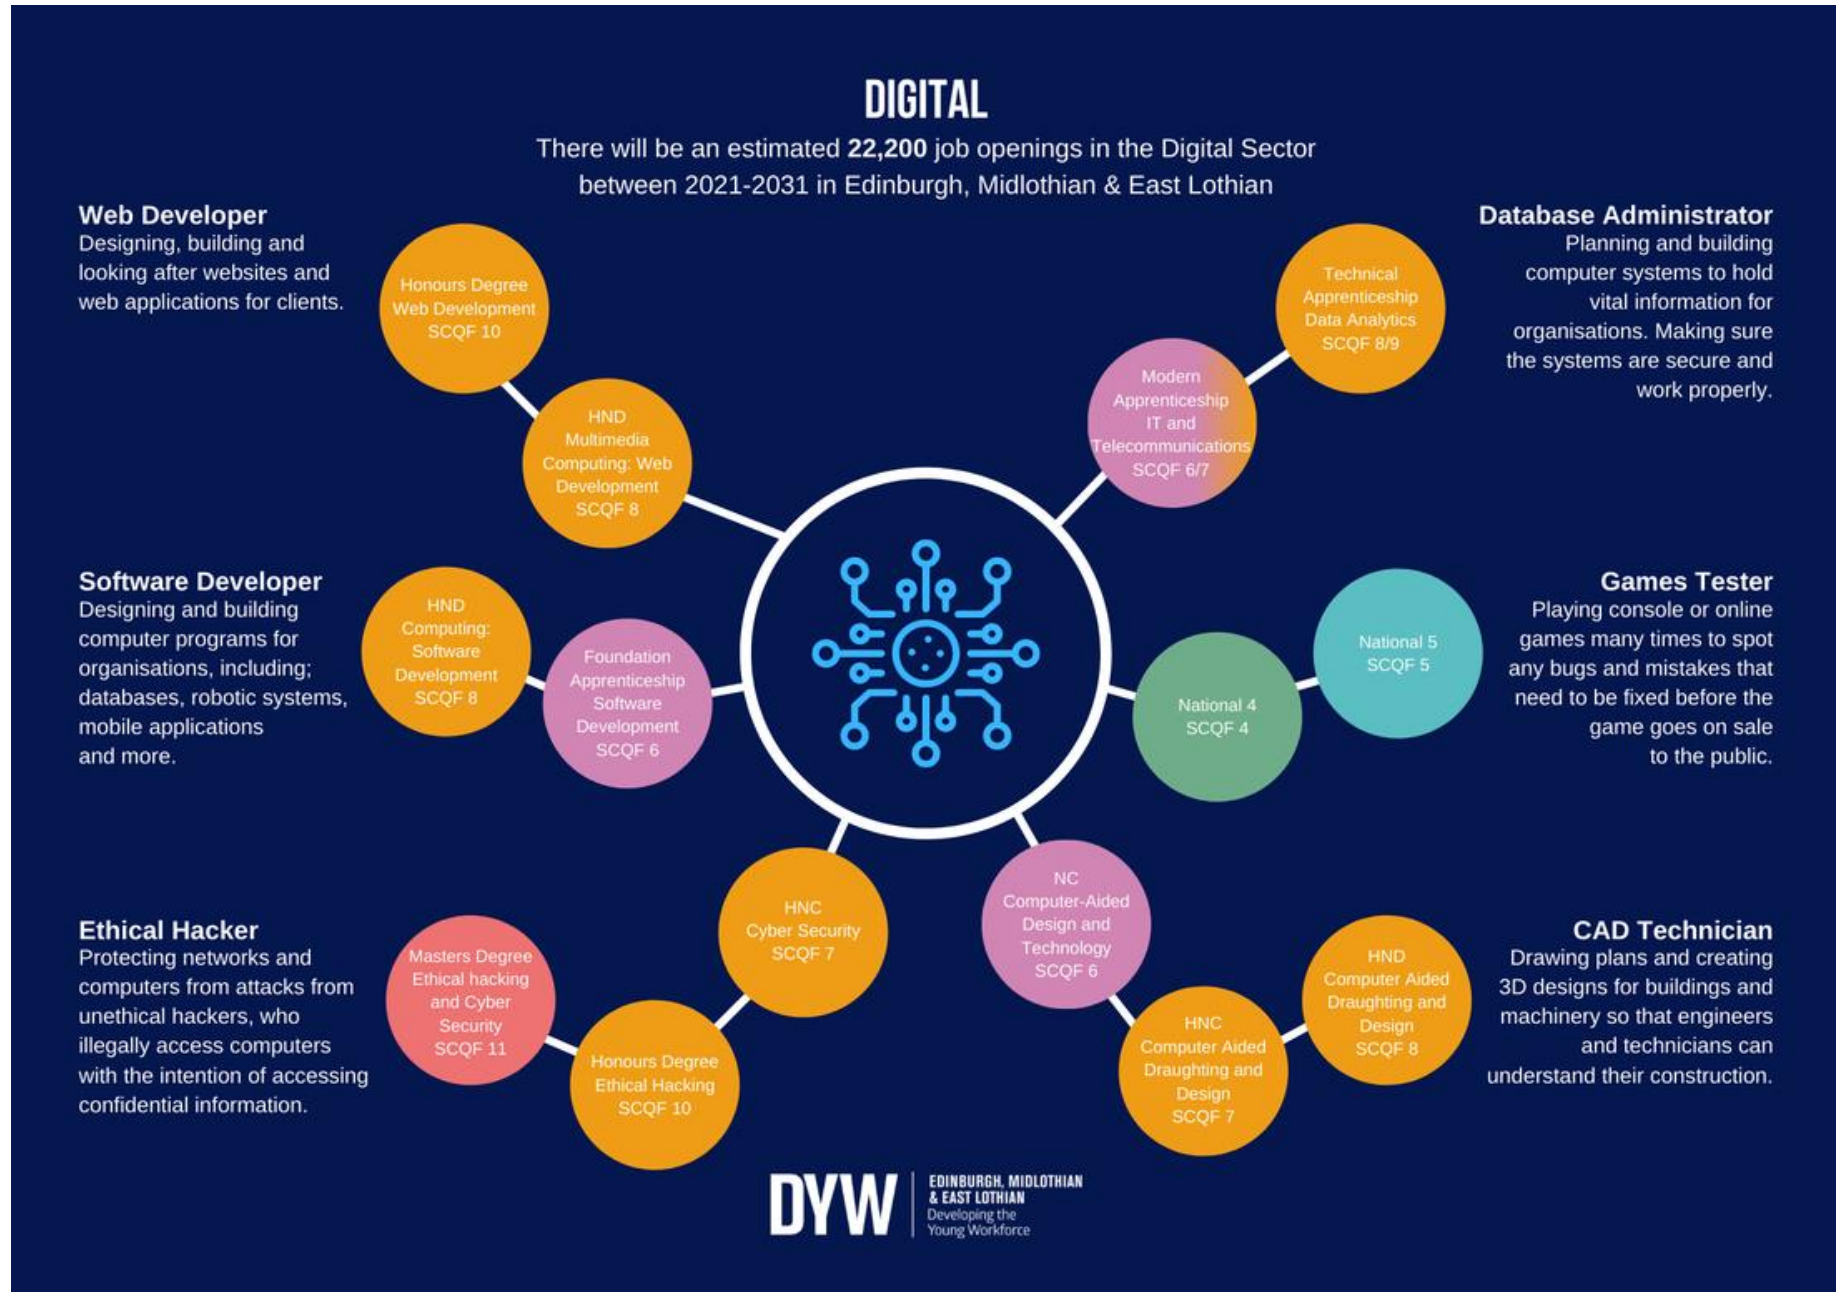 DIGITAL
There will be an estimated 22,200 job openings in the Digital Sector
between 2021-2031 in Edinburgh, Midlothian & East Lothian
Web Developer
Designing, building and
looking after websites and
web applications for clients.
Honours Degree
Web Development
SCQF 10
HND
Multimedia
Computing: Web
Development
SCQF 8
Database Administrator
Planning and building
computer systems to hold
vital information for
organisations. Making sure
the systems are secure and
work properly.
Technical
Apprenticeship
Data Analytics
SCQF 8/9
Modern
Apprenticeship
IT and
Telecommunications
SCQF 6/7
Software Developer
Designing and building
computer programs for
organisations, including;
databases, robotic systems,
mobile applications
and more.
HND
Computing:
Software
Development
SCQF 8
Foundation
Apprenticeship
Software
Development
SCQF 6
Games Tester
Playing console or online
games many times to spot
any bugs and mistakes that
need to be fixed before the
game goes on sale
to the public.
National 5
SCQF 5
National 4
SCQF 4
Ethical Hacker
Protecting networks and
computers from attacks from
unethical hackers, who
illegally access computers
with the intention of accessing
confidential information.
Masters Degree
Ethical hacking
and Cyber
Security
SCQF 11
Honours Degree
Ethical Hacking
SCQF 10
HNC
Cyber Security
SCQF 7
NC
Computer-Aided
Design and
Technology
SCQF 6
HNC
Computer Aided
Draughting and
Design
SCQF 7
HND
Computer Aided
Draughting and
Design
SCQF 8
CAD Technician
Drawing plans and creating
3D designs for buildings and
machinery so that engineers
and technicians can
understand their construction.
DYW
EDINBURGH, MIDLOTHIAN
& EAST LOTHIAN
Developing the
Young Workforce